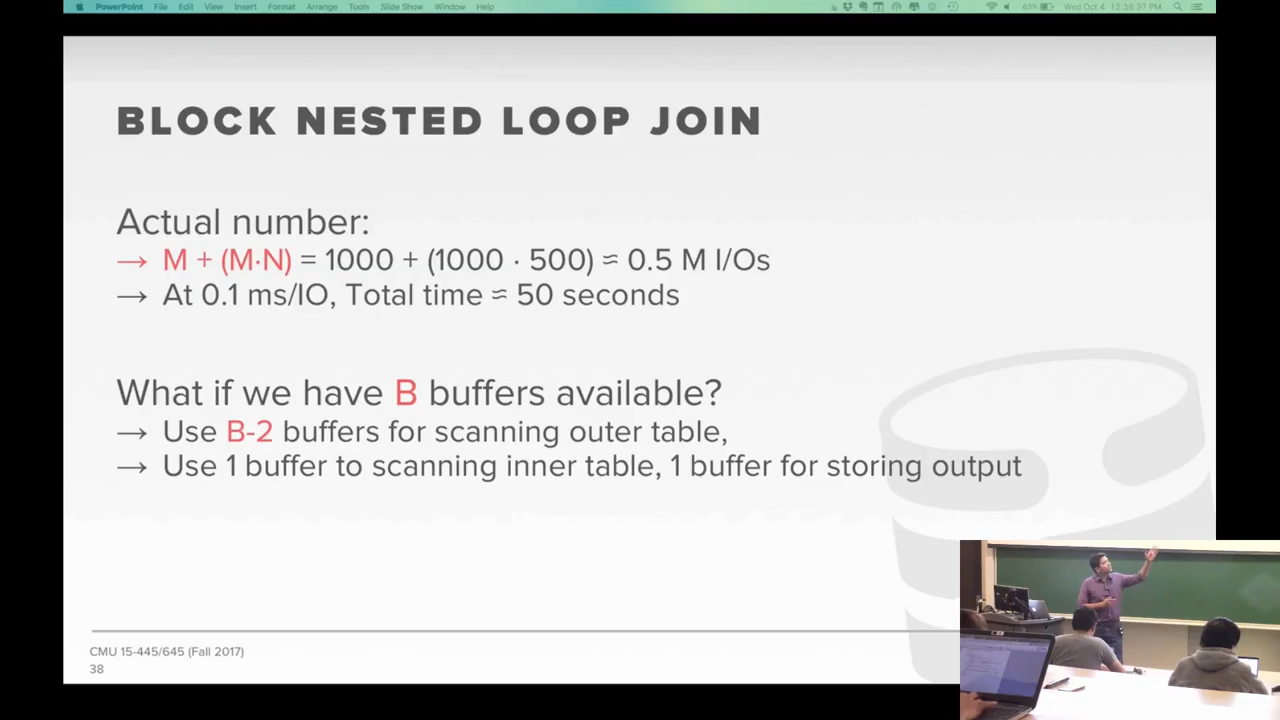 PowerPoint File Edit View Insert Format Arrange Tools Slide Show Window Help 63% Wed Oct 4 12:38:37 PM
BLOCK NESTED LOOP JOIN
Actual number:
→ M + (M·N) = 1000 + (1000 · 500) ≈ 0.5 M I/Os
→ At 0.1 ms/IO, Total time ≈ 50 seconds
What if we have B buffers available?
→ Use B-2 buffers for scanning outer table,
→ Use 1 buffer to scanning inner table, 1 buffer for storing output
CMU 15-445/645 (Fall 2017)
38